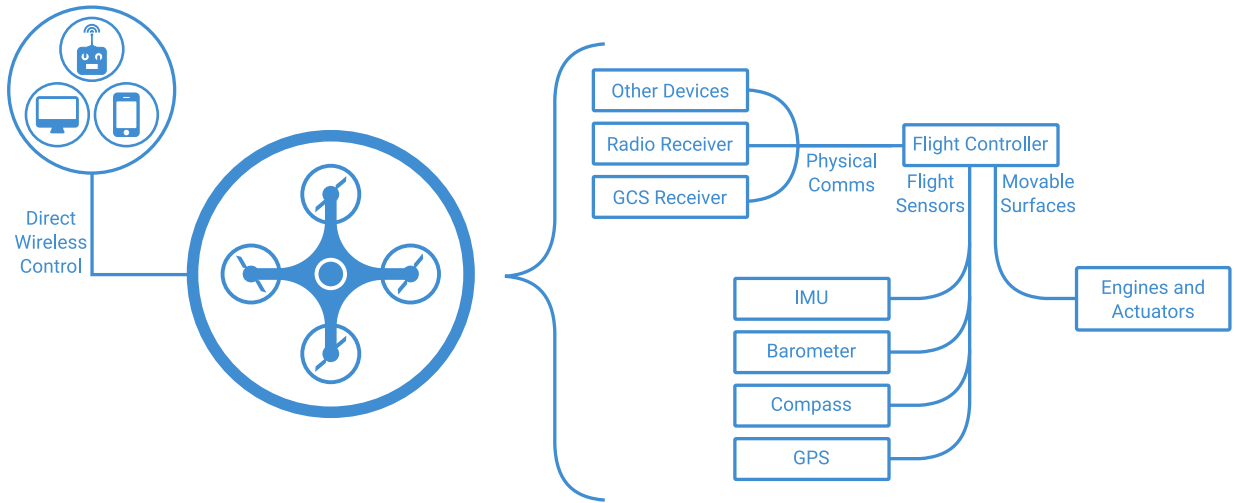 Direct
Wireless
Control
Other Devices
Radio Receiver
GCS Receiver
Physical
Comms
Flight Controller
Flight
Sensors
Movable
Surfaces
IMU
Barometer
Compass
GPS
Engines and
Actuators